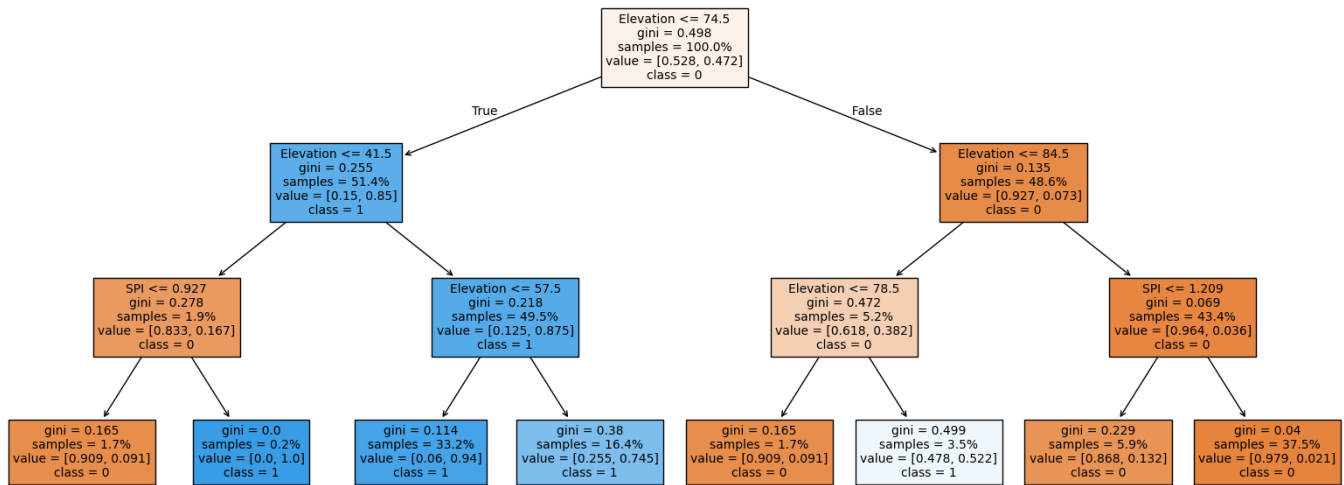 Elevation <= 74.5
gini = 0.498
samples = 100.0%
value = [0.528, 0.472]
class = 0
True
False
Elevation <= 41.5
gini = 0.255
samples = 51.4%
value = [0.15, 0.85]
class = 1
Elevation <= 84.5
gini = 0.135
samples = 48.6%
value = [0.927, 0.073]
class = 0
SPI <= 0.927
gini = 0.278
samples = 1.9%
value = [0.833, 0.167]
class = 0
Elevation <= 57.5
gini = 0.218
samples = 49.5%
value = [0.125, 0.875]
class = 1
Elevation <= 78.5
gini = 0.472
samples = 5.2%
value = [0.618, 0.382]
class = 0
SPI <= 1.209
gini = 0.069
samples = 43.4%
value = [0.964, 0.036]
class = 0
gini = 0.165
samples = 1.7%
value = [0.909, 0.091]
class = 0
gini = 0.0
samples = 0.2%
value = [0.0, 1.0]
class = 1
gini = 0.114
samples = 33.2%
value = [0.06, 0.94]
class = 1
gini = 0.38
samples = 16.4%
value = [0.255, 0.745]
class = 1
gini = 0.165
samples = 1.7%
value = [0.909, 0.091]
class = 0
gini = 0.499
samples = 3.5%
value = [0.478, 0.522]
class = 1
gini = 0.229
samples = 5.9%
value = [0.868, 0.132]
class = 0
gini = 0.04
samples = 37.5%
value = [0.979, 0.021]
class = 0